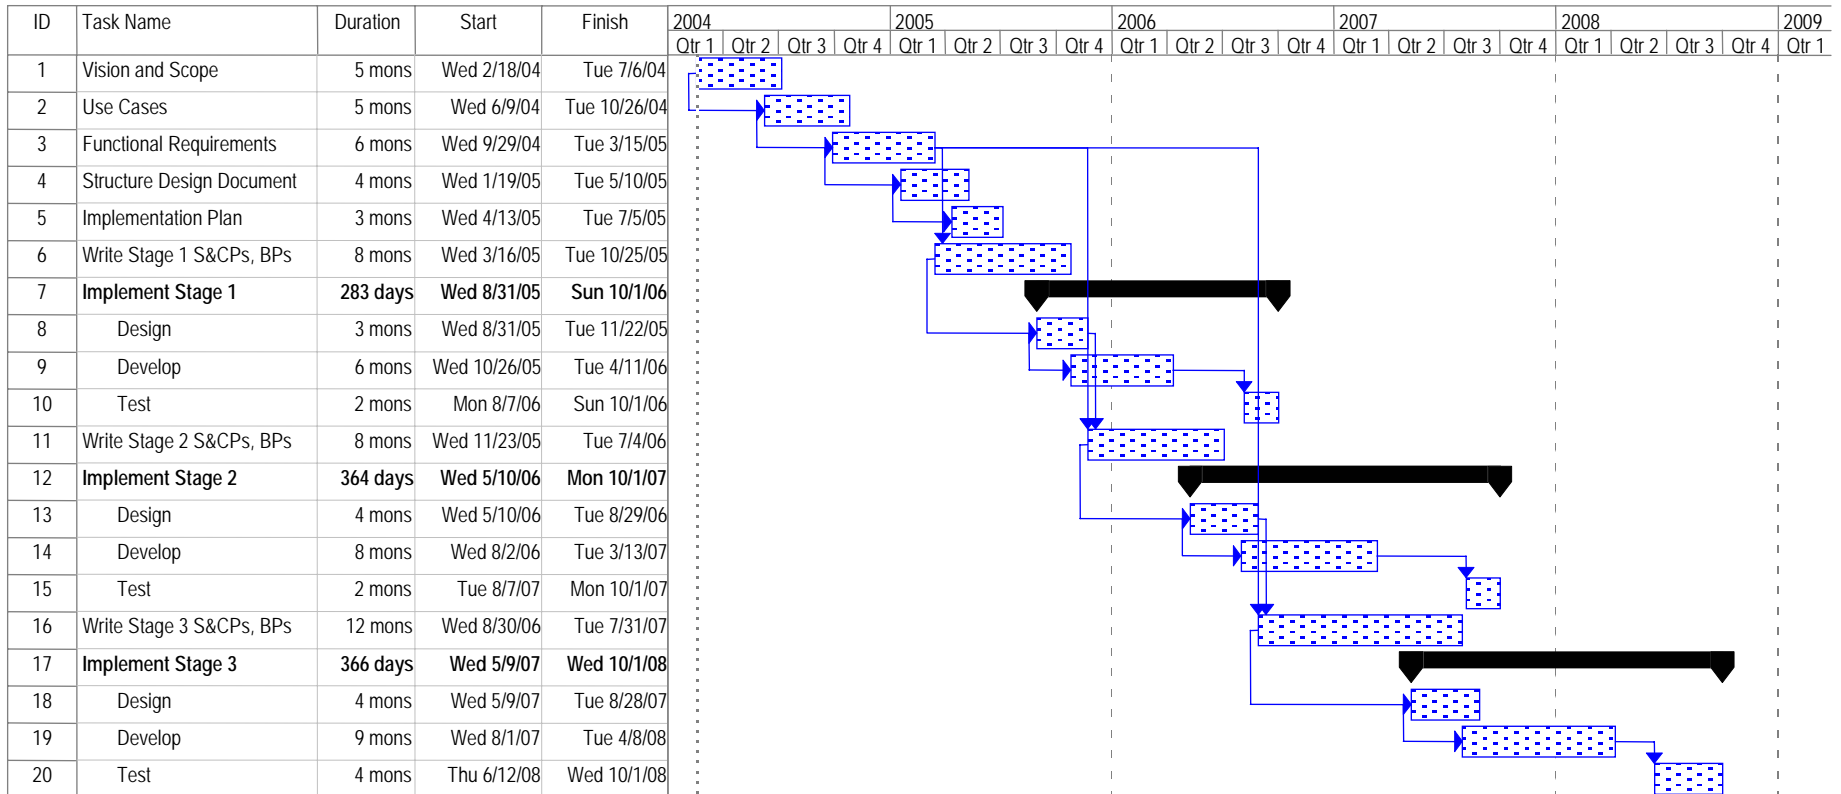 ID Task Name Duration Start Finish 2004 2005 2006 2007 2008 2009
Qtr 1 Qtr 2 Qtr 3 Qtr 4 Qtr 1 Qtr 2 Qtr 3 Qtr 4 Qtr 1 Qtr 2 Qtr 3 Qtr 4 Qtr 1 Qtr 2 Qtr 3 Qtr 4 Qtr 1 Qtr 2 Qtr 3 Qtr 4 Qtr 1
1 Vision and Scope 5 mons Wed 2/18/04 Tue 7/6/04
2 Use Cases 5 mons Wed 6/9/04 Tue 10/26/04
3 Functional Requirements 6 mons Wed 9/29/04 Tue 3/15/05
4 Structure Design Document 4 mons Wed 1/19/05 Tue 5/10/05
5 Implementation Plan 3 mons Wed 4/13/05 Tue 7/5/05
6 Write Stage 1 S&CPs, BPs 8 mons Wed 3/16/05 Tue 10/25/05
7 Implement Stage 1 283 days Wed 8/31/05 Sun 10/1/06
8 Design 3 mons Wed 8/31/05 Tue 11/22/05
9 Develop 6 mons Wed 10/26/05 Tue 4/11/06
10 Test 2 mons Mon 8/7/06 Sun 10/1/06
11 Write Stage 2 S&CPs, BPs 8 mons Wed 11/23/05 Tue 7/4/06
12 Implement Stage 2 364 days Wed 5/10/06 Mon 10/1/07
13 Design 4 mons Wed 5/10/06 Tue 8/29/06
14 Develop 8 mons Wed 8/2/06 Tue 3/13/07
15 Test 2 mons Tue 8/7/07 Mon 10/1/07
16 Write Stage 3 S&CPs, BPs 12 mons Wed 8/30/06 Tue 7/31/07
17 Implement Stage 3 366 days Wed 5/9/07 Wed 10/1/08
18 Design 4 mons Wed 5/9/07 Tue 8/28/07
19 Develop 9 mons Wed 8/1/07 Tue 4/8/08
20 Test 4 mons Thu 6/12/08 Wed 10/1/08